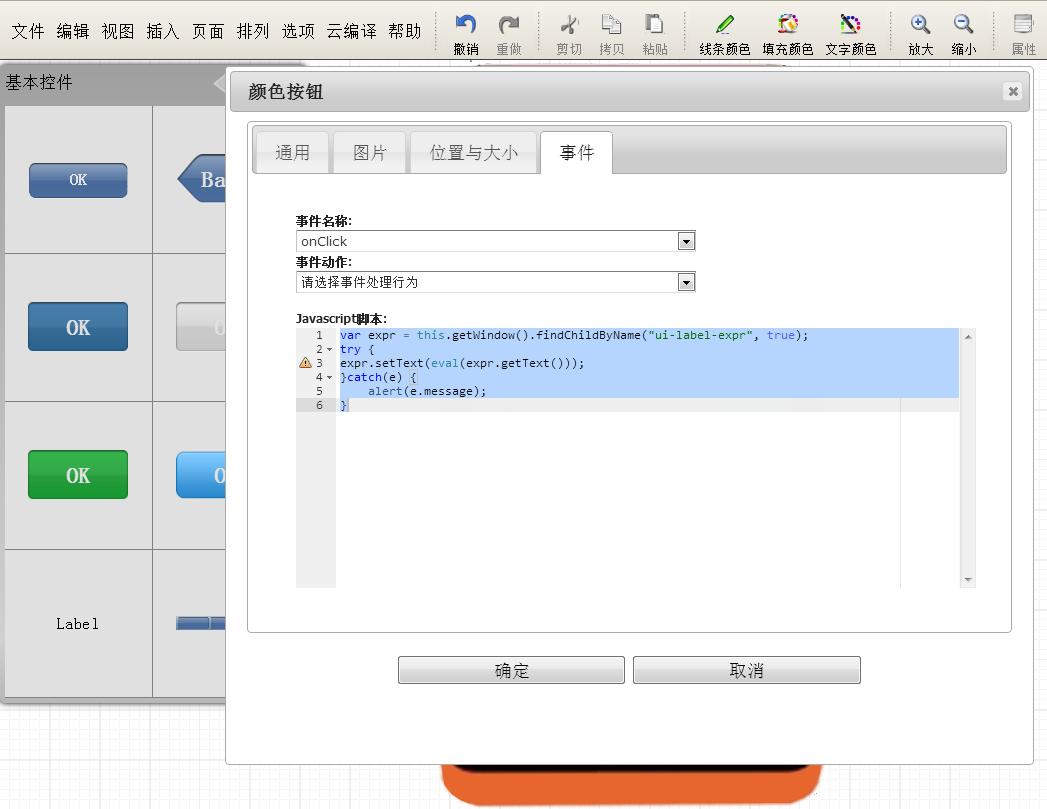 文件 编辑 视图 插入 页面 排列 选项 云编译 帮助 撤销 重做 剪切 拷贝 粘贴 线条颜色 填充颜色 文字颜色 放大 缩小 属性
基本控件
OK
Ba
OK
O
OK
O
Label
颜色按钮
通用 图片 位置与大小 事件
事件名称:
onClick
事件动作:
请选择事件处理行为
Javascript脚本:
1 var expr = this.getWindow().findChildByName("ui-label-expr", true);
2 try {
3 expr.setText(eval(expr.getText()));
4 }catch(e) {
5 alert(e.message);
6 }
确定 取消